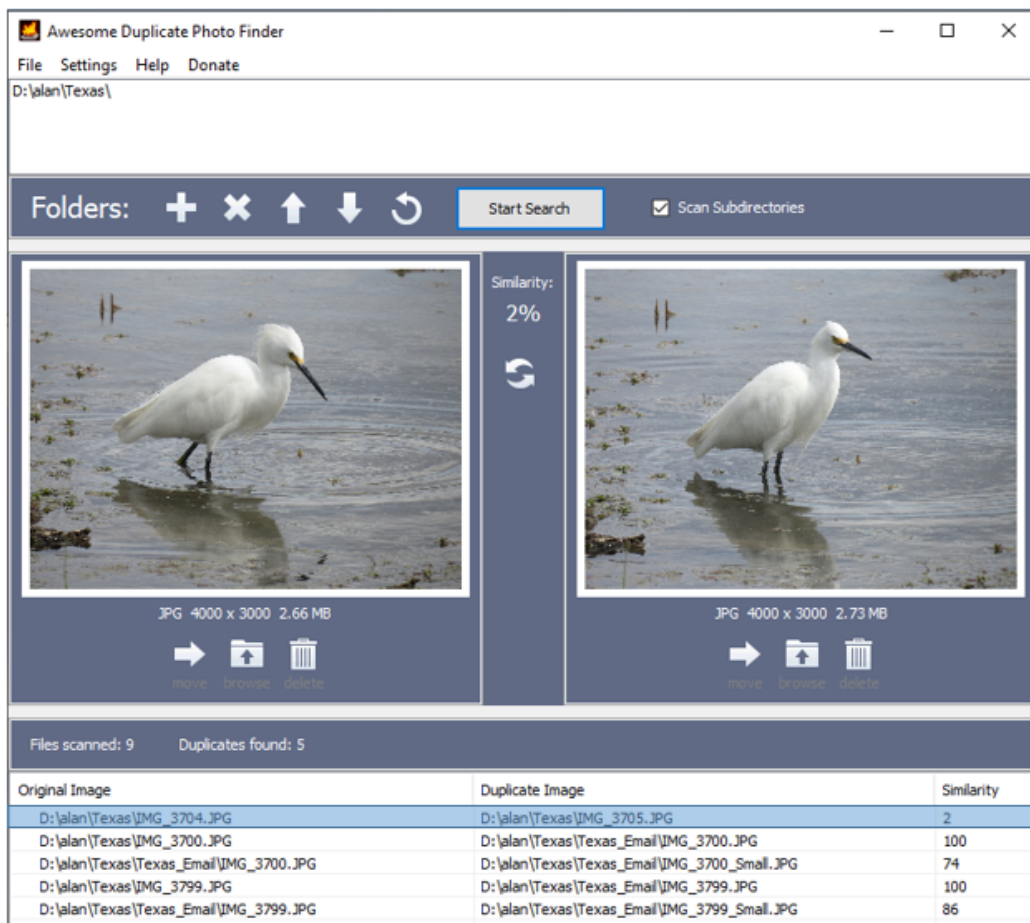 Awesome Duplicate Photo Finder
File Settings Help Donate
D:\alan\Texas\
Folders: Start Search Scan Subdirectories
Similarity:
2%
JPG 4000 x 3000 2.66 MB JPG 4000 x 3000 2.73 MB
move browse delete move browse delete
Files scanned: 9 Duplicates found: 5
Original Image Duplicate Image Similarity
D:\alan\Texas\IMG_3704.JPG D:\alan\Texas\IMG_3705.JPG 2
D:\alan\Texas\IMG_3700.JPG D:\alan\Texas\Texas_Email\IMG_3700.JPG 100
D:\alan\Texas\Texas_Email\IMG_3700.JPG D:\alan\Texas\Texas_Email\IMG_3700_Small.JPG 74
D:\alan\Texas\IMG_3799.JPG D:\alan\Texas\Texas_Email\IMG_3799.JPG 100
D:\alan\Texas\Texas_Email\IMG_3799.JPG D:\alan\Texas\Texas_Email\IMG_3799_Small.JPG 86